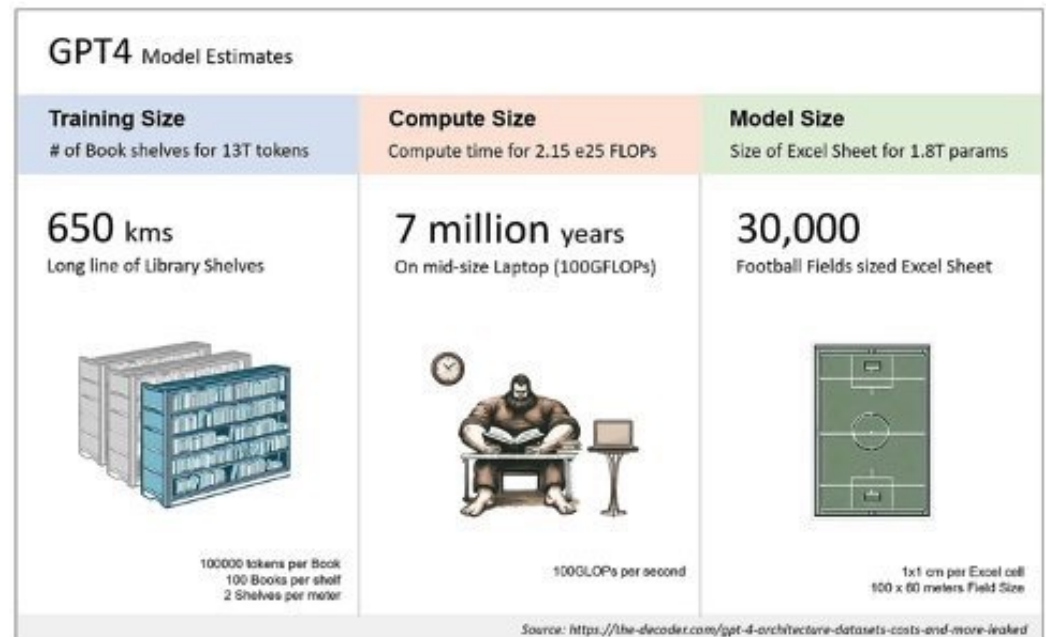 GPT4 Model Estimates
Training Size
# of Book shelves for 13T tokens
650 kms
Long line of Library Shelves
100000 tokens per Book
100 Books per shelf
2 Shelves per meter
Compute Size
Compute time for 2.15 e25 FLOPs
7 million years
On mid-size Laptop (100GFLOPs)
100GLOPs per second
Model Size
Size of Excel Sheet for 1.8T params
30,000
Football Fields sized Excel Sheet
1x1 cm per Excel cell
100 x 60 meters Field Size
Source: https://the-decoder.com/gpt-4-architecture-datasets-costs-and-more-leaked